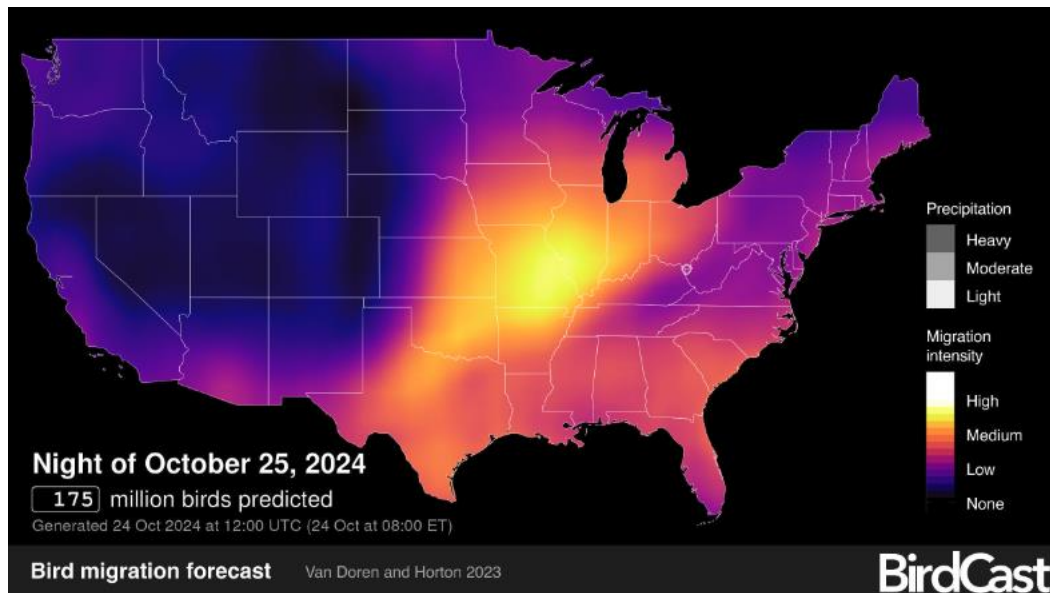 Precipitation
Heavy
Moderate
Light
Migration
intensity
High
Medium
Low
None
Night of October 25, 2024
175 million birds predicted
Generated 24 Oct 2024 at 12:00 UTC (24 Oct at 08:00 ET)
Bird migration forecast Van Doren and Horton 2023
BirdCast